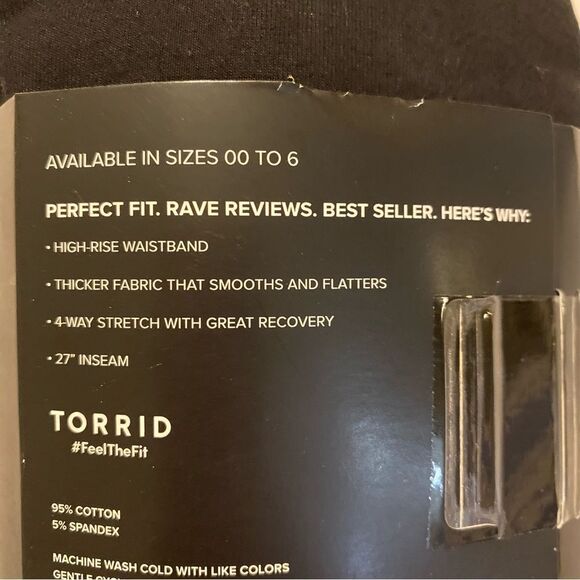 AVAILABLE IN SIZES 00 TO 6
PERFECT FIT. RAVE REVIEWS. BEST SELLER. HERE'S WHY:
• HIGH-RISE WAISTBAND
• THICKER FABRIC THAT SMOOTHS AND FLATTERS
• 4-WAY STRETCH WITH GREAT RECOVERY
• 27" INSEAM
TORRID
#FeelTheFit
95% COTTON
5% SPANDEX
MACHINE WASH COLD WITH LIKE COLORS
GENTLE